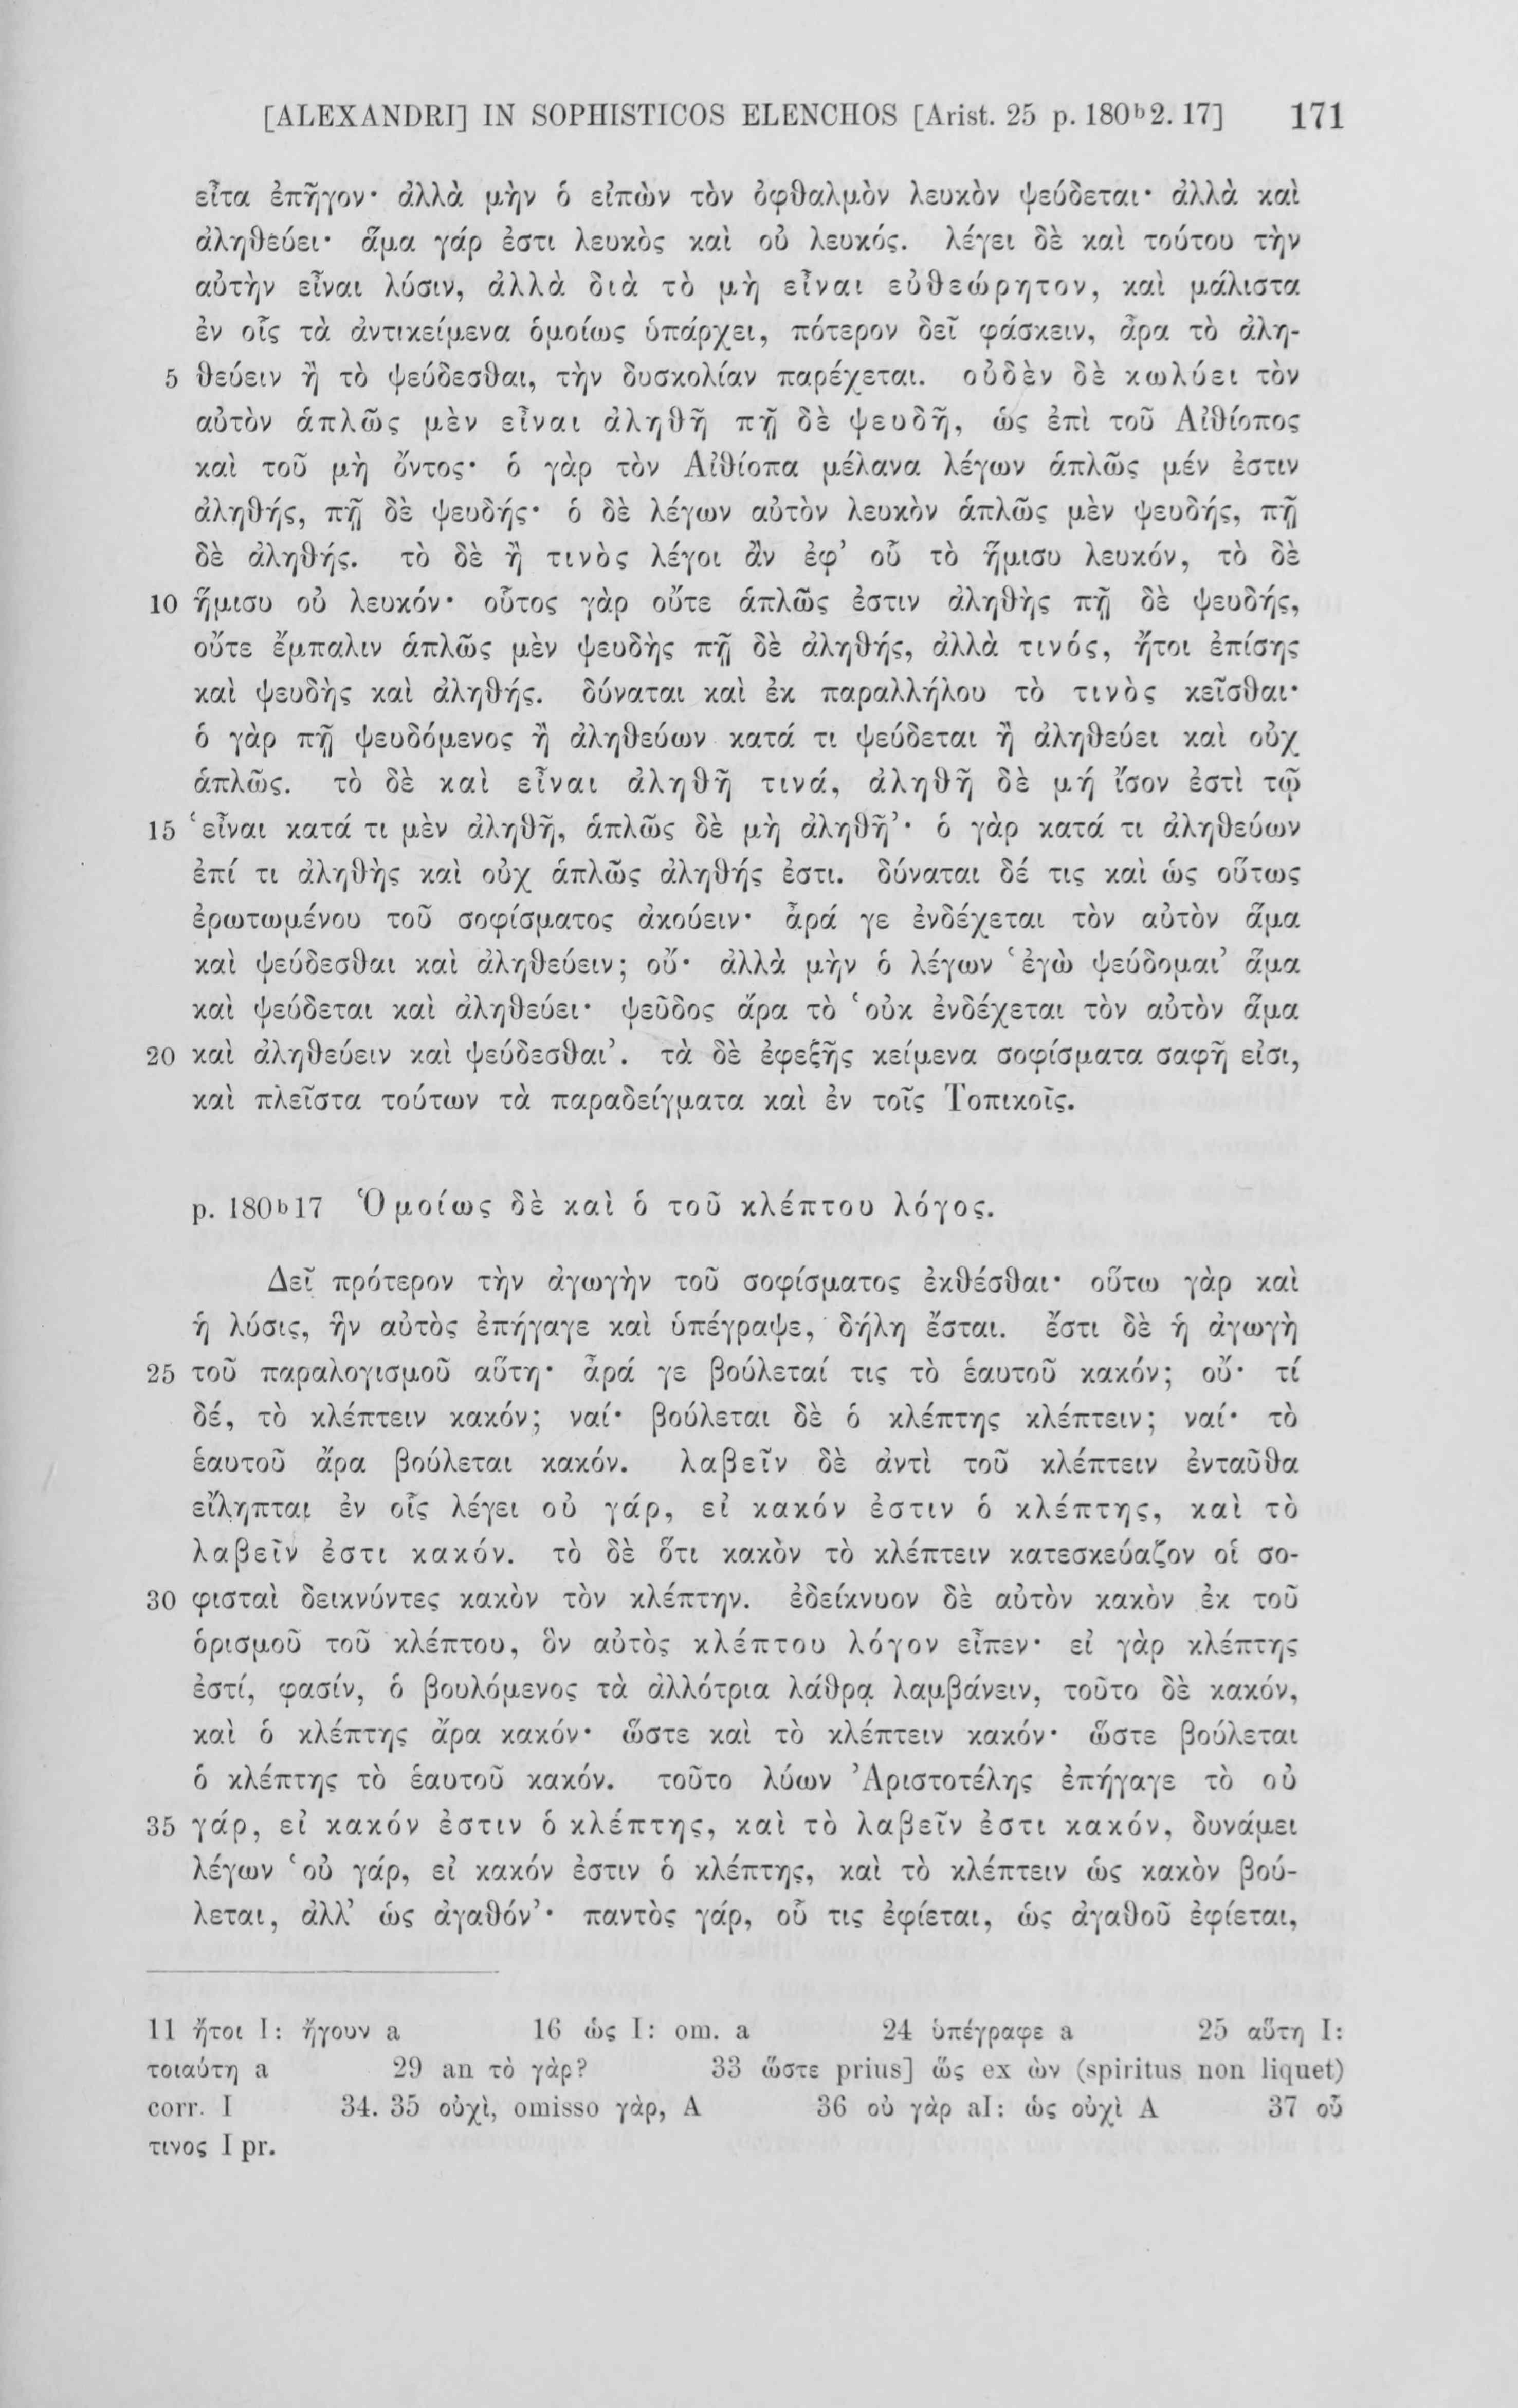 [ALEXANDRI] IN SOPHISTICOS ELENCHOS [Arist. 25 p. 180ᵇ2. 17] 171
εἶτα ἐπῆγον· ἀλλὰ μὴν ὁ εἰπὼν τὸν ὀφθαλμὸν λευκὸν ψεύδεται· ἀλλὰ καὶ
ἀληθεύει· ἅμα γάρ ἐστι λευκὸς καὶ οὐ λευκός. λέγει δὲ καὶ τούτου τὴν
αὐτὴν εἶναι λύσιν, ἀλλὰ διὰ τὸ μὴ εἶναι εὐθεώρητον, καὶ μάλιστα
ἐν οἷς τὰ ἀντικείμενα ὁμοίως ὑπάρχει, πότερον δεῖ φάσκειν, ἆρα τὸ ἀλη-
5 θεύειν ἢ τὸ ψεύδεσθαι, τὴν δυσκολίαν παρέχεται. οὐδὲν δὲ κωλύει τὸν
αὐτὸν ἁπλῶς μὲν εἶναι ἀληθῆ πῇ δὲ ψευδῆ, ὡς ἐπὶ τοῦ Αἰθίοπος
καὶ τοῦ μὴ ὄντος· ὁ γὰρ τὸν Αἰθίοπα μέλανα λέγων ἁπλῶς μέν ἐστιν
ἀληθής, πῇ δὲ ψευδής· ὁ δὲ λέγων αὐτὸν λευκὸν ἁπλῶς μὲν ψευδής, πῇ
δὲ ἀληθής. τὸ δὲ ἢ τινὸς λέγοι ἂν ἐφ’ οὗ τὸ ἥμισυ λευκόν, τὸ δὲ
10 ἥμισυ οὐ λευκόν· οὗτος γὰρ οὔτε ἁπλῶς ἐστιν ἀληθὴς πῇ δὲ ψευδής,
οὔτε ἔμπαλιν ἁπλῶς μὲν ψευδὴς πῇ δὲ ἀληθής, ἀλλὰ τινός, ἤτοι ἐπίσης
καὶ ψευδὴς καὶ ἀληθής. δύναται καὶ ἐκ παραλλήλου τὸ τινὸς κεῖσθαι·
ὁ γὰρ πῇ ψευδόμενος ἢ ἀληθεύων κατά τι ψεύδεται ἢ ἀληθεύει καὶ οὐχ
ἁπλῶς. τὸ δὲ καὶ εἶναι ἀληθῆ τινά, ἀληθῆ δὲ μή ἴσον ἐστὶ τῷ
15 ‘εἶναι κατά τι μὲν ἀληθῆ, ἁπλῶς δὲ μὴ ἀληθῆ’· ὁ γὰρ κατά τι ἀληθεύων
ἐπί τι ἀληθὴς καὶ οὐχ ἁπλῶς ἀληθής ἐστι. δύναται δέ τις καὶ ὡς οὕτως
ἐρωτωμένου τοῦ σοφίσματος ἀκούειν· ἆρά γε ἐνδέχεται τὸν αὐτὸν ἅμα
καὶ ψεύδεσθαι καὶ ἀληθεύειν; οὔ· ἀλλὰ μὴν ὁ λέγων ‘ἐγὼ ψεύδομαι’ ἅμα
καὶ ψεύδεται καὶ ἀληθεύει· ψεῦδος ἄρα τὸ ‘οὐκ ἐνδέχεται τὸν αὐτὸν ἅμα
20 καὶ ἀληθεύειν καὶ ψεύδεσθαι’. τὰ δὲ ἐφεξῆς κείμενα σοφίσματα σαφῆ εἰσι,
καὶ πλεῖστα τούτων τὰ παραδείγματα καὶ ἐν τοῖς Τοπικοῖς.
p. 180ᵇ17 Ὁμοίως δὲ καὶ ὁ τοῦ κλέπτου λόγος.
Δεῖ πρότερον τὴν ἀγωγὴν τοῦ σοφίσματος ἐκθέσθαι· οὕτω γὰρ καὶ
ἡ λύσις, ἣν αὐτὸς ἐπήγαγε καὶ ὑπέγραψε, δήλη ἔσται. ἔστι δὲ ἡ ἀγωγὴ
25 τοῦ παραλογισμοῦ αὕτη· ἆρά γε βούλεταί τις τὸ ἑαυτοῦ κακόν; οὔ· τί
δέ, τὸ κλέπτειν κακόν; ναί· βούλεται δὲ ὁ κλέπτης κλέπτειν; ναί· τὸ
ἑαυτοῦ ἄρα βούλεται κακόν. λαβεῖν δὲ ἀντὶ τοῦ κλέπτειν ἐνταῦθα
εἴληπται ἐν οἷς λέγει οὐ γάρ, εἰ κακόν ἐστιν ὁ κλέπτης, καὶ τὸ
λαβεῖν ἐστι κακόν. τὸ δὲ ὅτι κακὸν τὸ κλέπτειν κατεσκεύαζον οἱ σο-
30 φισταὶ δεικνύντες κακὸν τὸν κλέπτην. ἐδείκνυον δὲ αὐτὸν κακὸν ἐκ τοῦ
ὁρισμοῦ τοῦ κλέπτου, ὃν αὐτὸς κλέπτου λόγον εἶπεν· εἰ γὰρ κλέπτης
ἐστί, φασίν, ὁ βουλόμενος τὰ ἀλλότρια λάθρᾳ λαμβάνειν, τοῦτο δὲ κακόν,
καὶ ὁ κλέπτης ἄρα κακόν· ὥστε καὶ τὸ κλέπτειν κακόν· ὥστε βούλεται
ὁ κλέπτης τὸ ἑαυτοῦ κακόν. τοῦτο λύων Ἀριστοτέλης ἐπήγαγε τὸ οὐ
35 γάρ, εἰ κακόν ἐστιν ὁ κλέπτης, καὶ τὸ λαβεῖν ἐστι κακόν, δυνάμει
λέγων ‘οὐ γάρ, εἰ κακόν ἐστιν ὁ κλέπτης, καὶ τὸ κλέπτειν ὡς κακὸν βού-
λεται, ἀλλ’ ὡς ἀγαθόν’· παντὸς γάρ, οὗ τις ἐφίεται, ὡς ἀγαθοῦ ἐφίεται,
11 ἤτοι I: ἤγουν a 16 ὡς I: om. a 24 ὑπέγραφε a 25 αὕτη I:
τοιαύτη a 29 an τὸ γὰρ? 33 ὥστε prius] ὥς ex ὠν (spiritus non liquet)
corr. I 34. 35 οὐχὶ, omisso γὰρ, A 36 οὐ γὰρ aI: ὡς οὐχὶ A 37 οὗ
τινος I pr.